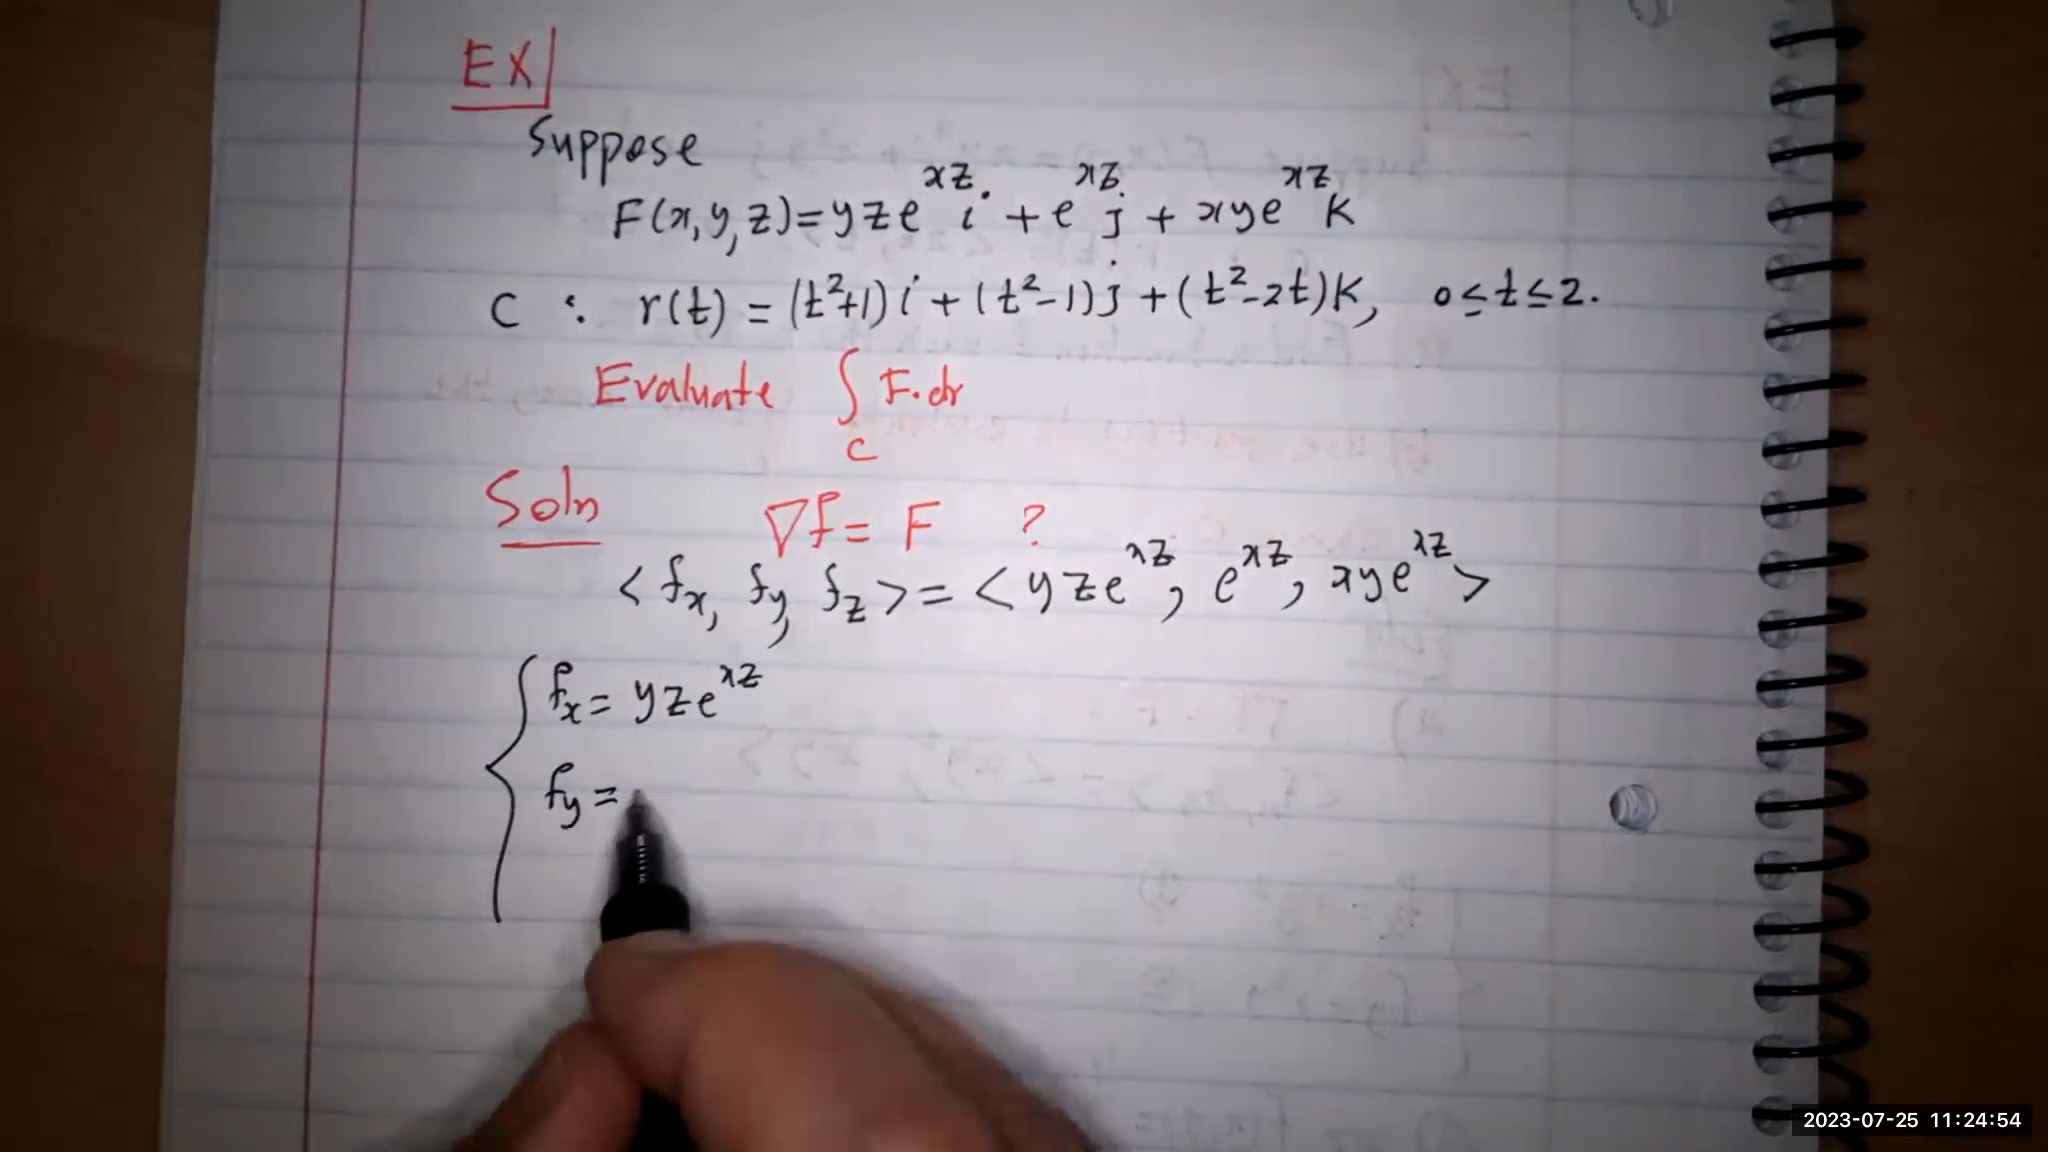 EX
Suppose
F(x, y, z) = yze^{xz} i + e^{xz} j + xye^{xz} K
C : r(t) = (t²+1) i + (t²-1) j + (t²-2t) K, 0≤t≤2.
Evaluate ∫_C F.dr
Soln ∇f = F ?
<f_x, f_y, f_z> = <yze^{xz}, e^{xz}, xye^{xz}>
{ f_x = yze^{xz}
f_y =
2023-07-25 11:24:54